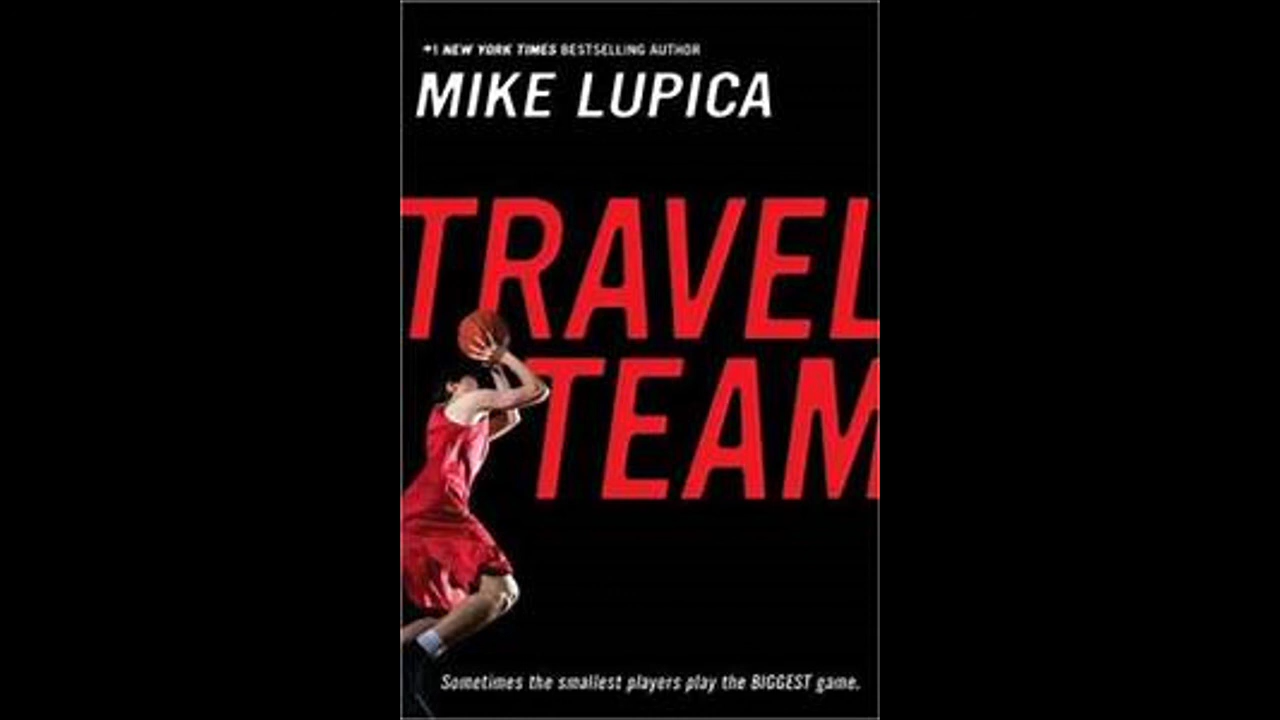 #1 NEW YORK TIMES BESTSELLING AUTHOR
MIKE LUPICA
TRAVEL
TEAM
Sometimes the smallest players play the BIGGEST game.